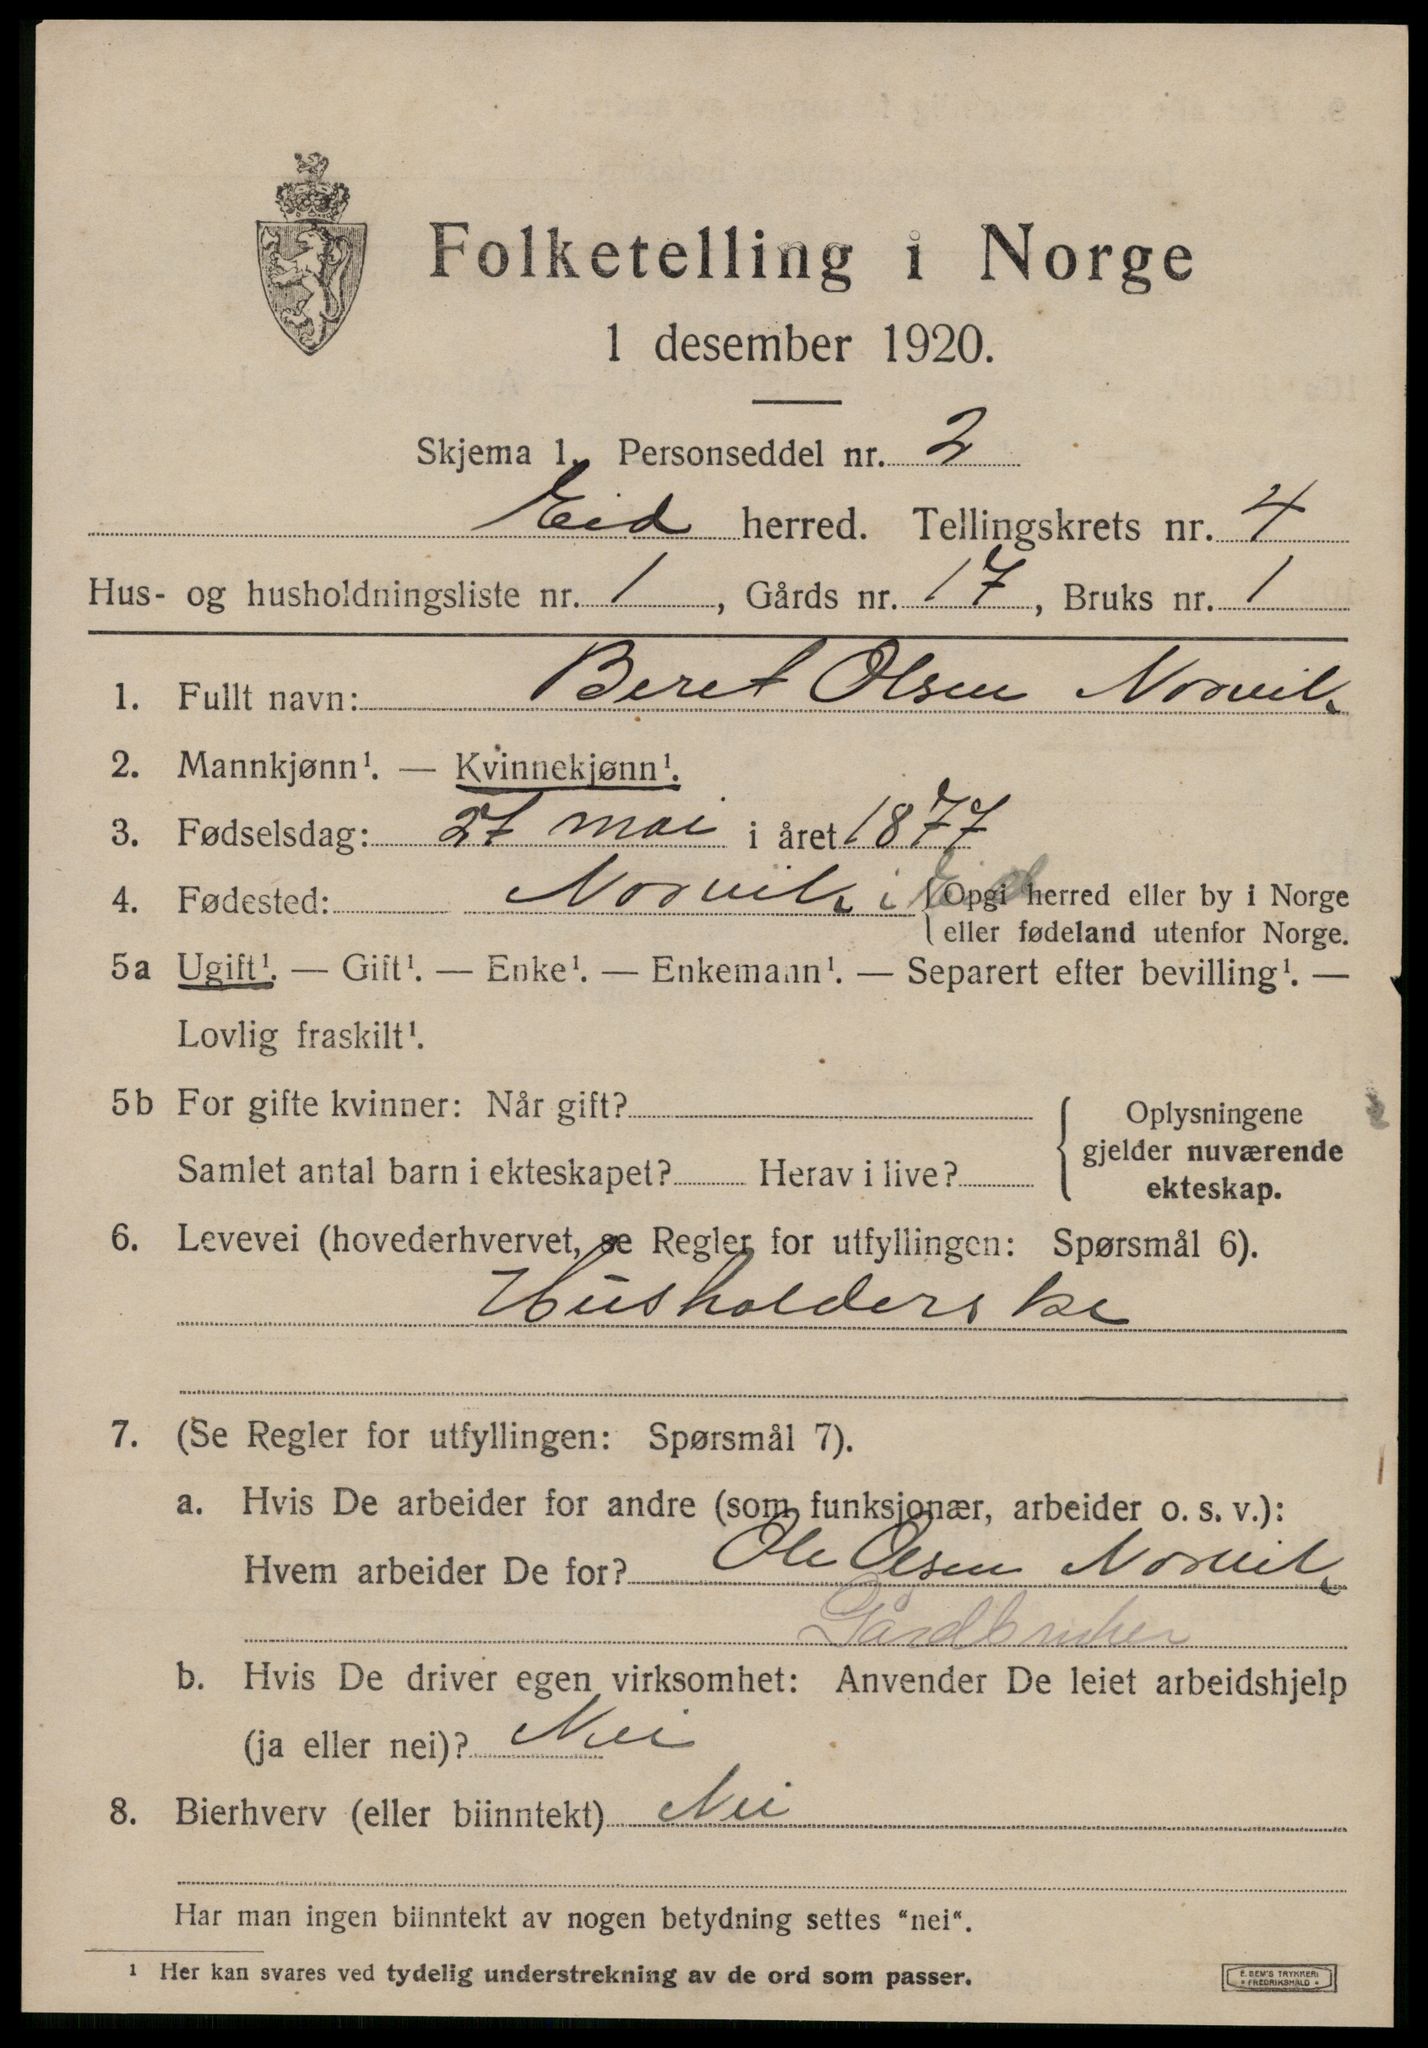 Folketelling i Norge
1 desember 1920.
Skjema 1. Personseddel nr. 2
Eid herred. Tellingskrets nr. 4
Hus- og husholdningsliste nr. 1, Gårds nr. 17, Bruks nr. 1
1. Fullt navn: Beret Olsen Norvik
2. Mannkjønn¹. — Kvinnekjønn¹.
3. Fødselsdag: 27 mai i året 1877
4. Fødested: Norvik i Eid {Opgi herred eller by i Norge
eller fødeland utenfor Norge.
5a Ugift¹. — Gift¹. — Enke¹. — Enkemann¹. — Separert efter bevilling¹. —
Lovlig fraskilt¹.
5b For gifte kvinner: Når gift? { Oplysningene
gjelder nuværende
Samlet antal barn i ekteskapet? Herav i live? ekteskap.
6. Levevei (hovederhvervet, se Regler for utfyllingen: Spørsmål 6).
Husholderske
7. (Se Regler for utfyllingen: Spørsmål 7).
a. Hvis De arbeider for andre (som funksjonær, arbeider o. s. v.):
Hvem arbeider De for? Ole Olsen Norvik
Gårdbruker
b. Hvis De driver egen virksomhet: Anvender De leiet arbeidshjelp
(ja eller nei)? Nei
8. Bierhverv (eller biinntekt) Nei
Har man ingen biinntekt av nogen betydning settes "nei".
¹ Her kan svares ved tydelig understrekning av de ord som passer.
E. SEM'S TRYKKERI
• FREDRIKSHALD •